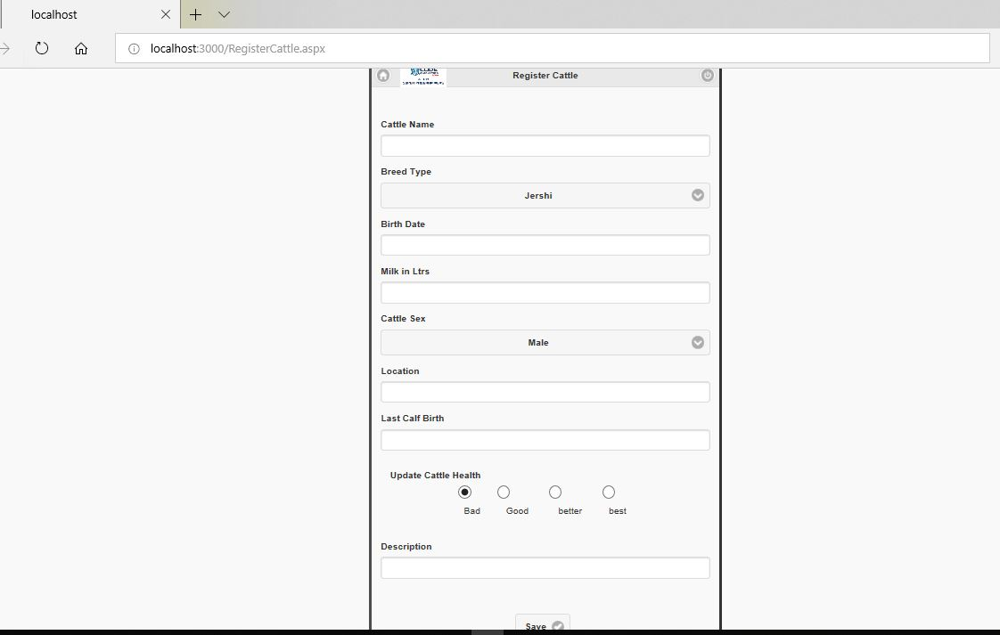 localhost
localhost:3000/RegisterCattle.aspx
Register Cattle
Cattle Name
Breed Type
Jershi
Birth Date
Milk in Ltrs
Cattle Sex
Male
Location
Last Calf Birth
Update Cattle Health
Bad Good better best
Description
Save